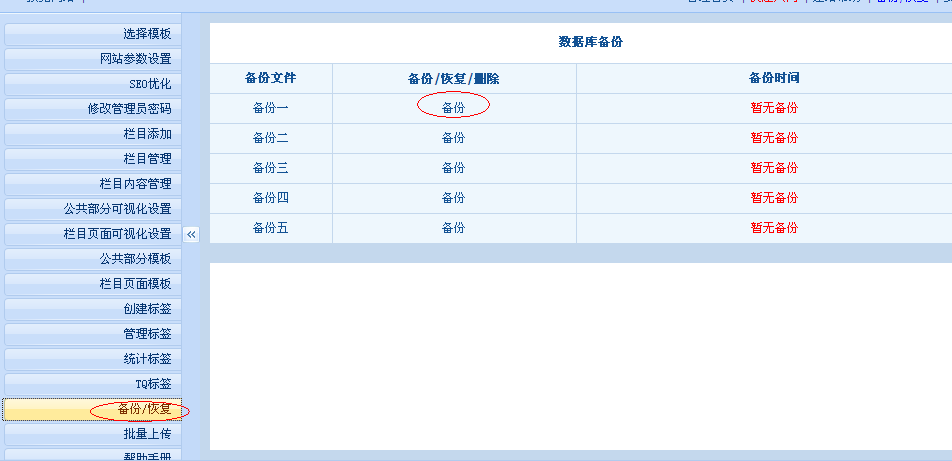 选择模板
网站参数设置
SEO优化
修改管理员密码
栏目添加
栏目管理
栏目内容管理
公共部分可视化设置
栏目页面可视化设置
公共部分模板
栏目页面模板
创建标签
管理标签
统计标签
TQ标签
备份/恢复
批量上传
帮助手册
«
数据库备份
备份文件 备份/恢复/删除 备份时间
备份一 备份 暂无备份
备份二 备份 暂无备份
备份三 备份 暂无备份
备份四 备份 暂无备份
备份五 备份 暂无备份